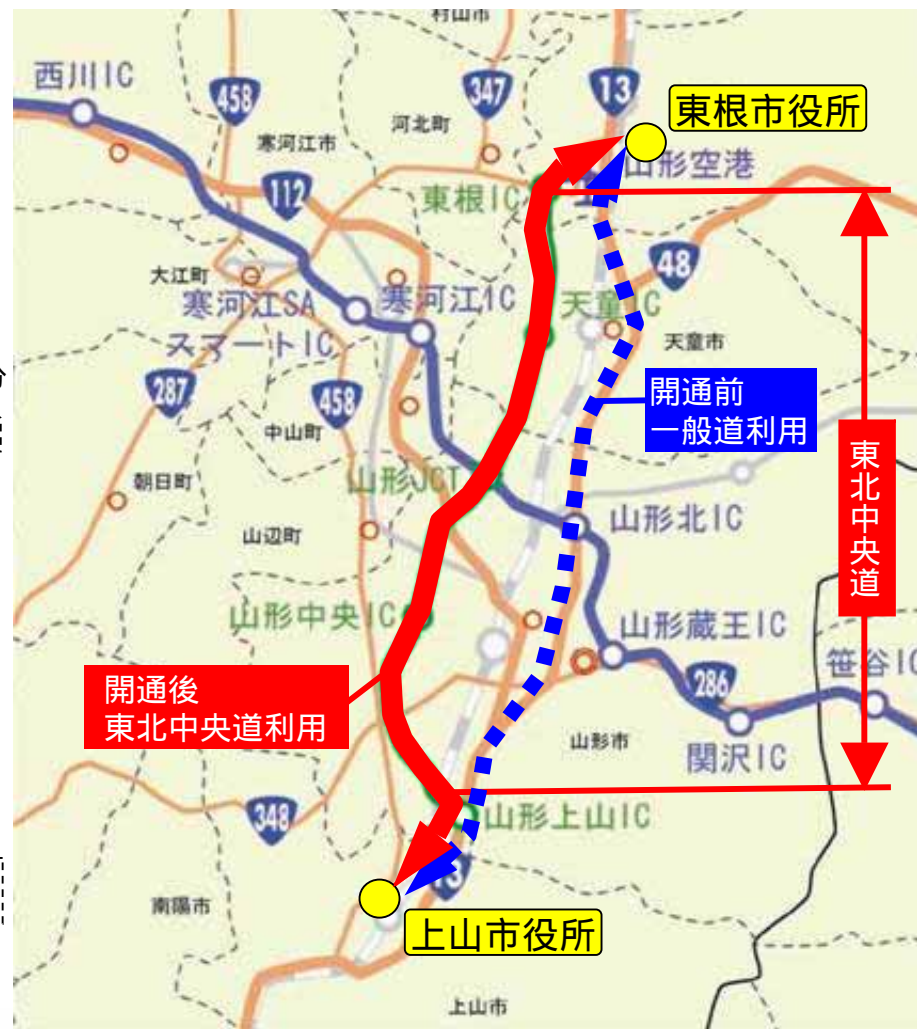 村山市
西川IC
458
347
13
東根市役所
河北町
寒河江市
山形空港
112
東根IC
48
大江町
寒河江SA
スマートIC
寒河江IC
天童IC
天童市
287
458
開通前
一般道利用
中山町
東北中央道
朝日町
山形JCT
山形北IC
山辺町
山形中央IC
山形蔵王IC
笹谷IC
286
開通後
東北中央道利用
山形市
関沢IC
348
山形上山IC
13
南陽市
上山市役所
上山市